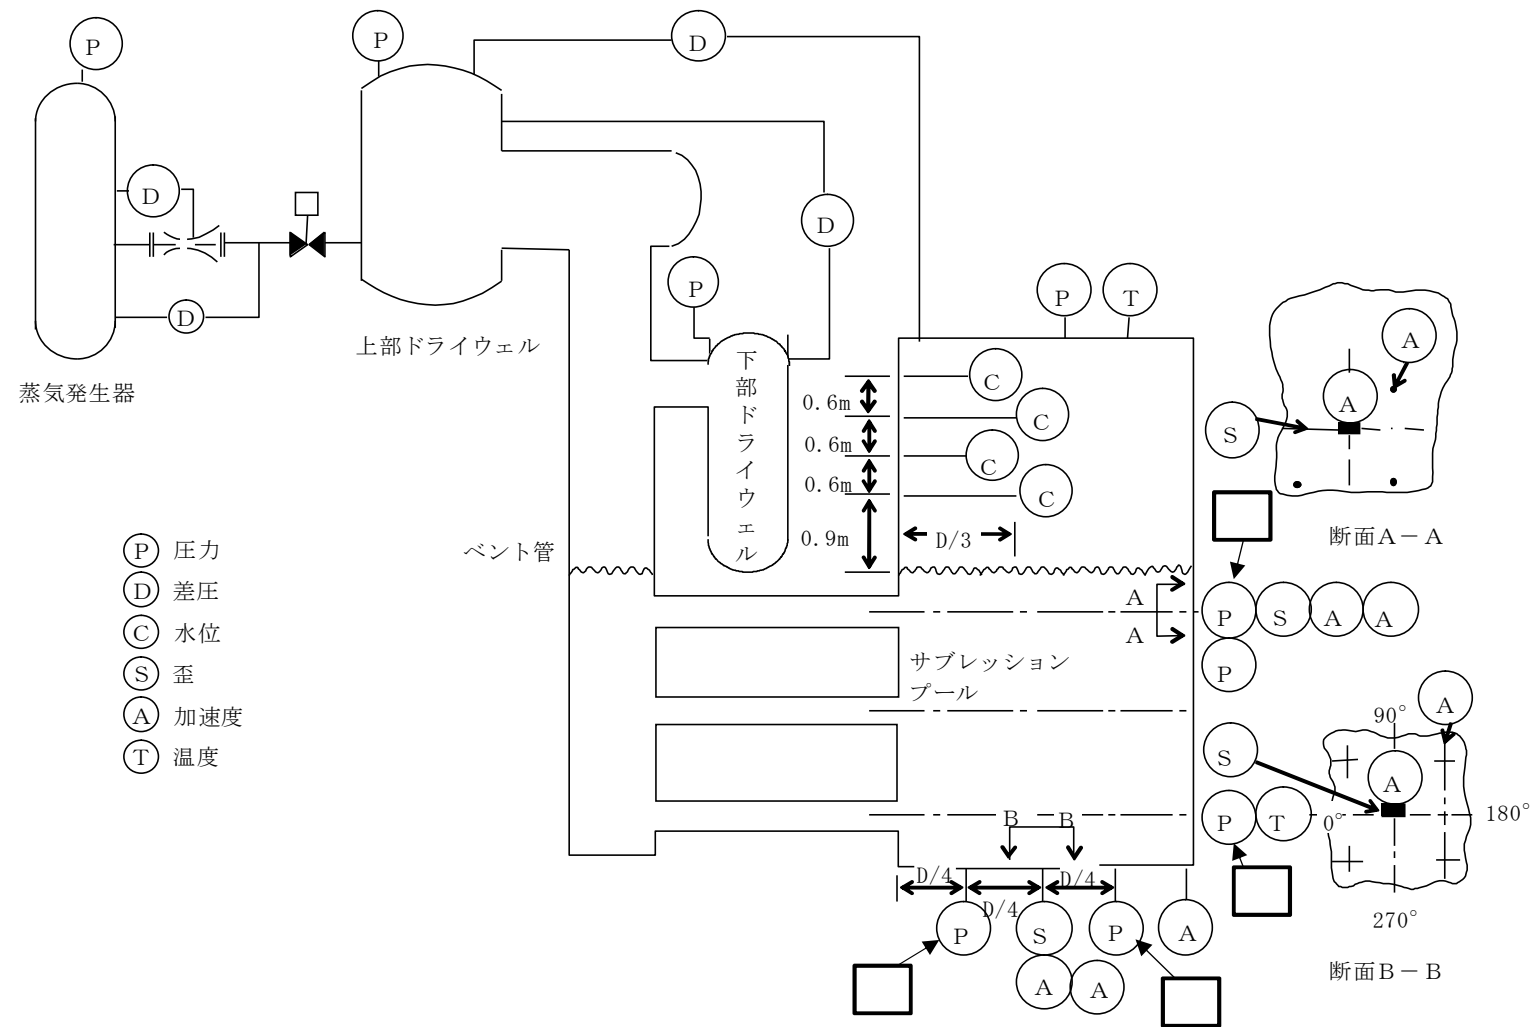 P
P
D
D
D
D
P
上部ドライウェル
蒸気発生器
下部ドライウェル
P
T
0.6m
0.6m
0.6m
0.9m
C
C
C
C
D/3
A
A
S
断面A－A
ベント管
P 圧力
D 差圧
C 水位
S 歪
A 加速度
T 温度
A
A
P
S
A
A
P
サブレッション
プール
90°
A
S
A
P
T
0°
180°
270°
断面B－B
B
B
D/4
D/4
D/4
P
S
P
A
A
A